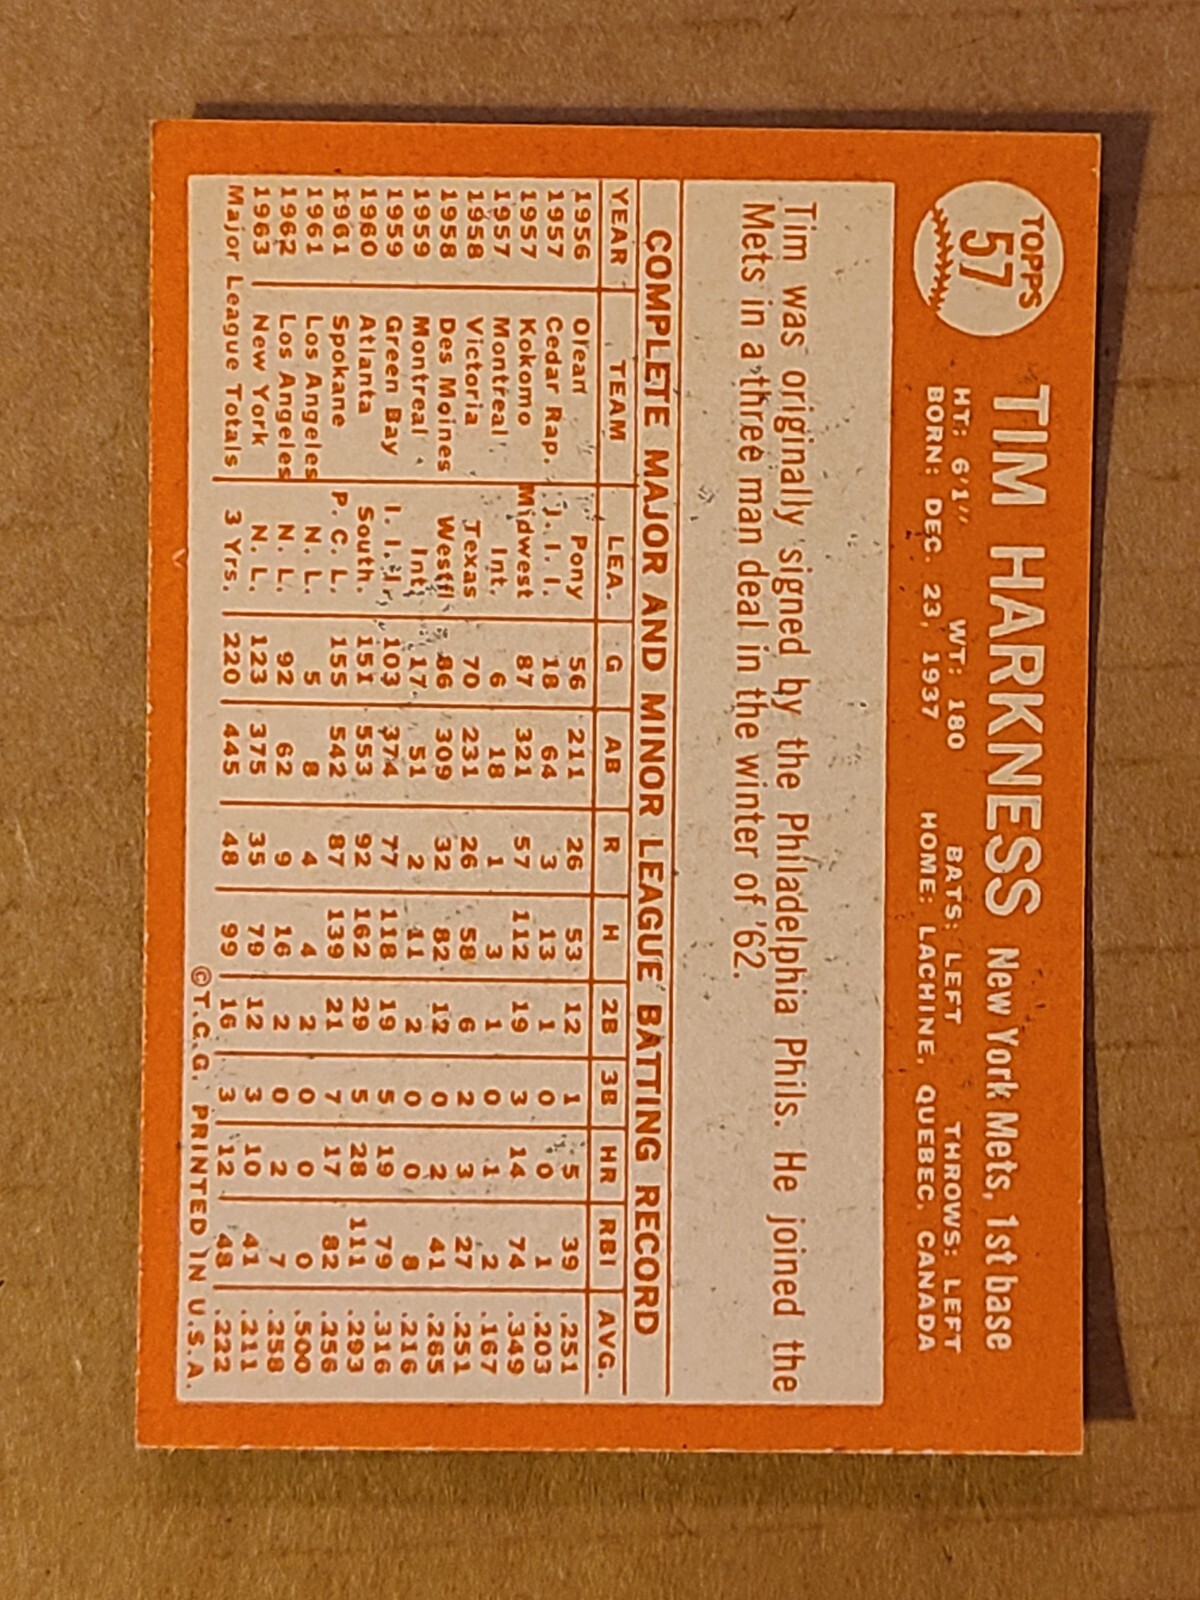 TOPPS
57
TIM HARKNESS New York Mets, 1st base
HT.: 6'1" WT.: 180 BATS: LEFT THROWS: LEFT
BORN: DEC. 23, 1937 HOME: LACHINE, QUEBEC, CANADA
Tim was originally signed by the Philadelphia Phils. He joined the
Mets in a three man deal in the winter of '62.
COMPLETE MAJOR AND MINOR LEAGUE BATTING RECORD
YEAR TEAM LEA. G AB R H 2B 3B HR RBI AVG.
1956 Olean Pony 56 211 26 53 12 1 5 39 .251
1957 Cedar Rap. I. I. I. 18 64 3 13 1 0 0 1 .203
1957 Kokomo Midwest 87 321 57 112 19 3 14 74 .349
1957 Montreal Int. 6 18 1 3 1 0 1 2 .167
1958 Victoria Texas 70 231 26 58 6 2 3 27 .251
1958 Des Moines West. 86 309 32 82 12 0 2 41 .265
1959 Montreal Int. 17 51 2 11 2 0 0 8 .216
1959 Green Bay I. I. I. 103 374 77 118 19 5 19 79 .316
1960 Atlanta South. 151 553 92 162 29 5 28 111 .293
1961 Spokane P. C. L. 155 542 87 139 21 7 17 82 .256
1961 Los Angeles N. L. 5 8 4 4 2 0 0 0 .500
1962 Los Angeles N. L. 92 62 9 16 2 0 2 7 .258
1963 New York N. L. 123 375 35 79 12 3 10 41 .211
Major League Totals 3 Yrs. 220 445 48 99 16 3 12 48 .222
©T.C.G. PRINTED IN U.S.A.